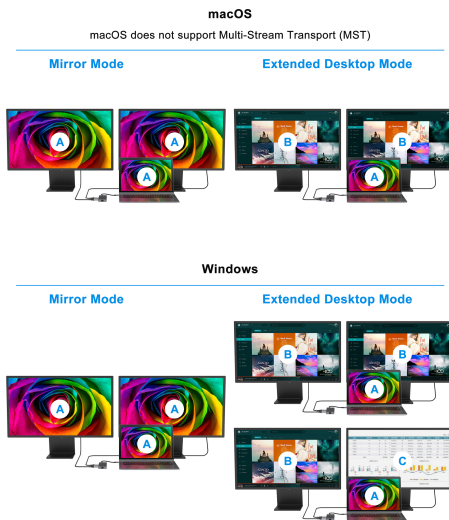 macOS
macOS does not support Multi-Stream Transport (MST)
Mirror Mode
Extended Desktop Mode
A
A
A
B
B
A
Windows
Mirror Mode
Extended Desktop Mode
B
B
A
A
A
A
B
C
A